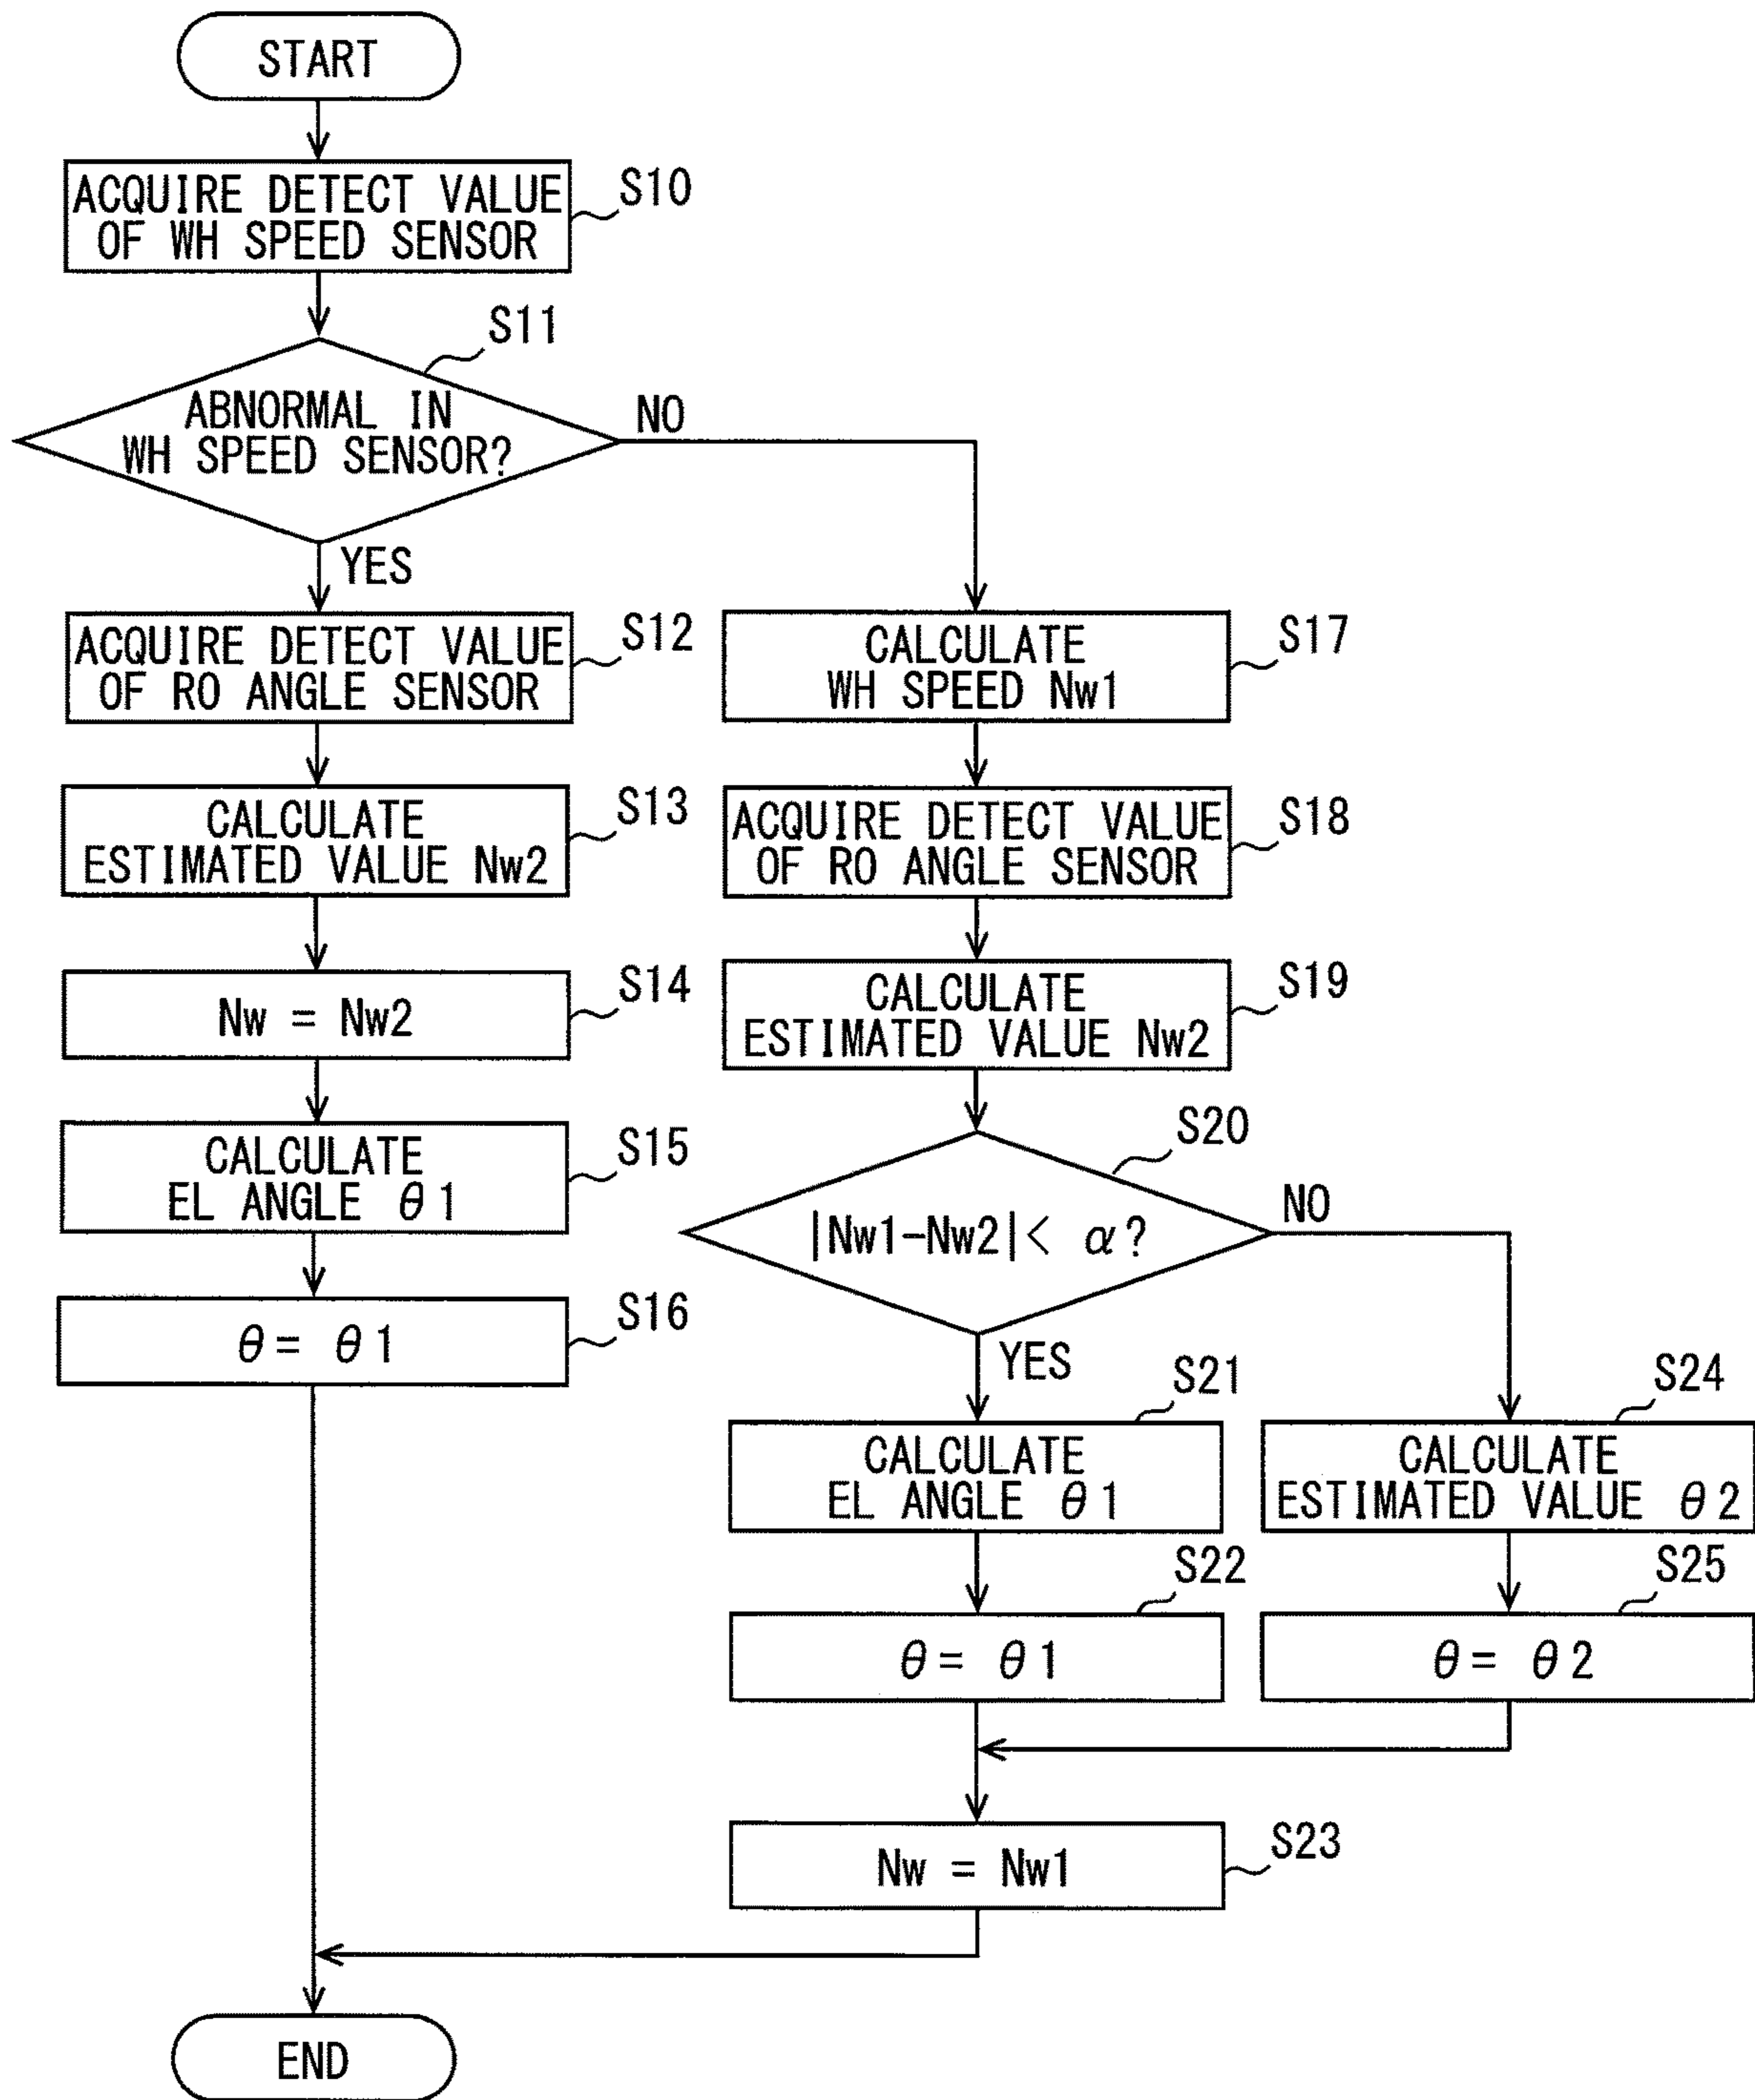 START
ACQUIRE DETECT VALUE
OF WH SPEED SENSOR
S10
ABNORMAL IN
WH SPEED SENSOR?
S11
NO
YES
ACQUIRE DETECT VALUE
OF RO ANGLE SENSOR
S12
CALCULATE
ESTIMATED VALUE Nw2
S13
Nw = Nw2
S14
CALCULATE
EL ANGLE θ1
S15
θ= θ1
S16
CALCULATE
WH SPEED Nw1
S17
ACQUIRE DETECT VALUE
OF RO ANGLE SENSOR
S18
CALCULATE
ESTIMATED VALUE Nw2
S19
|Nw1-Nw2|< α?
S20
NO
YES
CALCULATE
EL ANGLE θ1
S21
θ= θ1
S22
CALCULATE
ESTIMATED VALUE θ2
S24
θ= θ2
S25
Nw = Nw1
S23
END